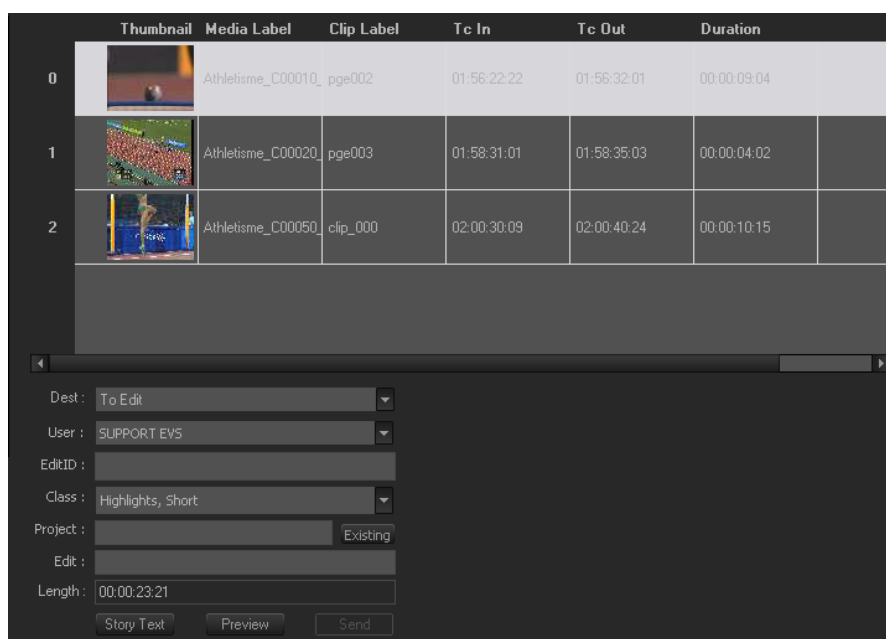 Thumbnail Media Label Clip Label Tc In Tc Out Duration
0 Athletisme_C00010_ pge002 01:56:22:22 01:56:32:01 00:00:09:04
1 Athletisme_C00020_ pge003 01:58:31:01 01:58:35:03 00:00:04:02
2 Athletisme_C00050_ clip_000 02:00:30:09 02:00:40:24 00:00:10:15
Dest : To Edit
User : SUPPORT EVS
EditID :
Class : Highlights, Short
Project : Existing
Edit :
Length : 00:00:23:21
Story Text Preview Send